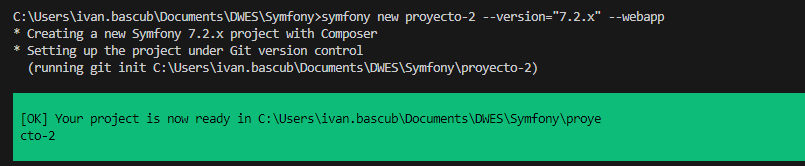 C:\Users\ivan.bascub\Documents\DWES\Symfony>symfony new proyecto-2 --version="7.2.x" --webapp
* Creating a new Symfony 7.2.x project with Composer
* Setting up the project under Git version control
  (running git init C:\Users\ivan.bascub\Documents\DWES\Symfony\proyecto-2)
[OK] Your project is now ready in C:\Users\ivan.bascub\Documents\DWES\Symfony\proye
cto-2